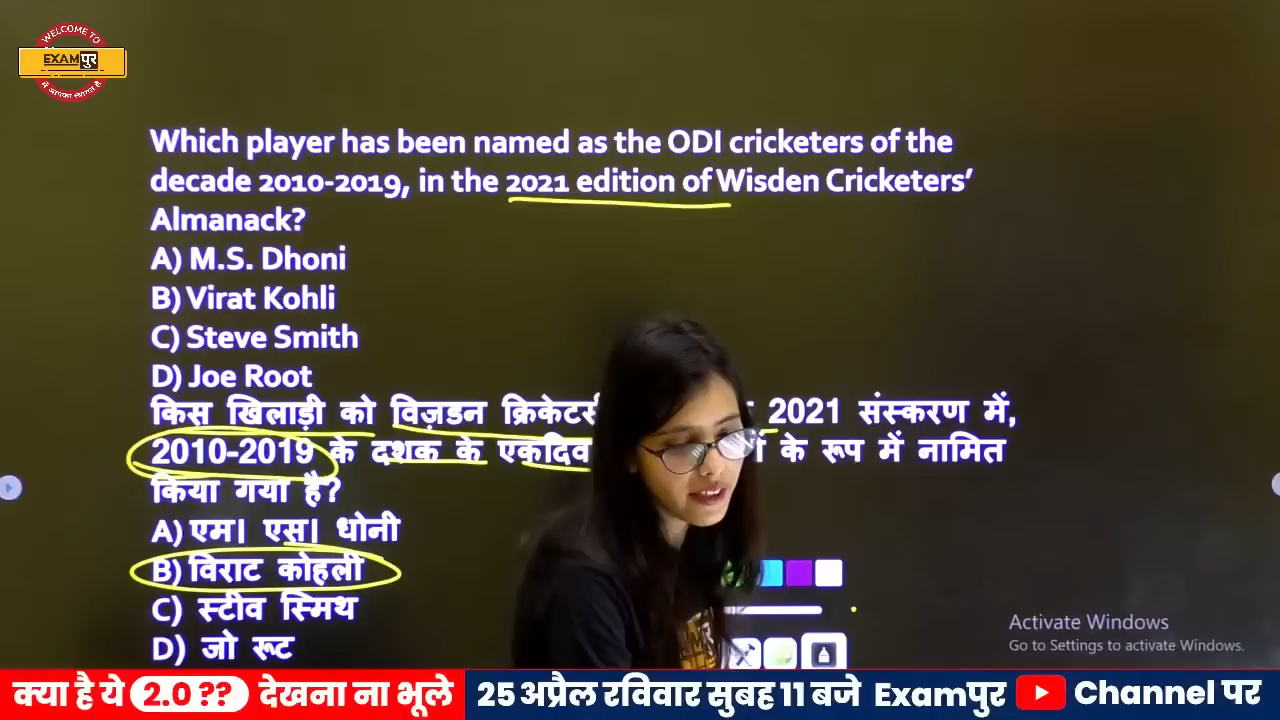 WELCOME TO
EXAMपुर
में आपका स्वागत है
Which player has been named as the ODI cricketers of the
decade 2010-2019, in the 2021 edition of Wisden Cricketers'
Almanack?
A) M.S. Dhoni
B) Virat Kohli
C) Steve Smith
D) Joe Root
किस खिलाड़ी को विज़डन 2021 संस्करण में,
2010-2019 के दशक के के रूप में नामित
किया गया है?
A) एम। एस। धोनी
B) विराट कोहली
C) स्टीव स्मिथ
D) जो रूट
Activate Windows
Go to Settings to activate Windows.
क्या है ये 2.0 ?? देखना ना भूले 25 अप्रैल रविवार सुबह 11 बजे Examपुर Channel पर